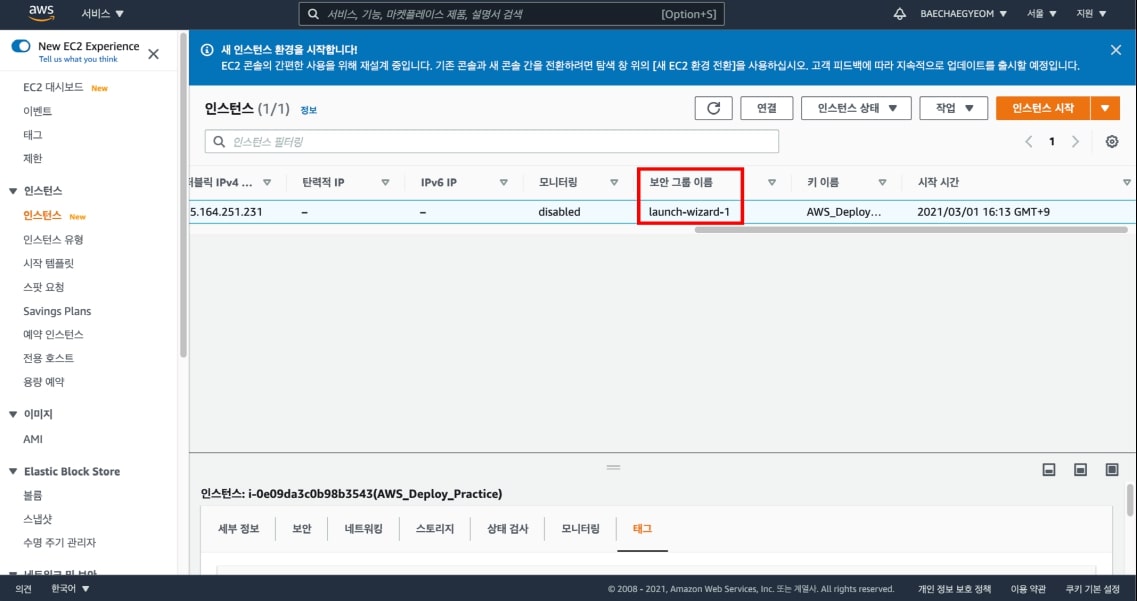 aws 서비스 ▼ 서비스, 기능, 마켓플레이스 제품, 설명서 검색 [Option+S] BAECHAEGYEOM ▼ 서울 ▼ 지원 ▼
New EC2 Experience
Tell us what you think
EC2 대시보드 New
이벤트
태그
제한
인스턴스
인스턴스 New
인스턴스 유형
시작 템플릿
스팟 요청
Savings Plans
예약 인스턴스
전용 호스트
용량 예약
이미지
AMI
Elastic Block Store
볼륨
스냅샷
수명 주기 관리자
네트워크 및 보안
새 인스턴스 환경을 시작합니다!
EC2 콘솔의 간편한 사용을 위해 재설계 중입니다. 기존 콘솔과 새 콘솔 간을 전환하려면 탐색 창 위의 [새 EC2 환경 전환]을 사용하십시오. 고객 피드백에 따라 지속적으로 업데이트를 출시할 예정입니다.
인스턴스 (1/1) 정보 연결 인스턴스 상태 ▼ 작업 ▼ 인스턴스 시작 ▼
인스턴스 필터링 1
퍼블릭 IPv4 ... 탄력적 IP IPv6 IP 모니터링 보안 그룹 이름 키 이름 시작 시간
5.164.251.231 – – disabled launch-wizard-1 AWS_Deploy... 2021/03/01 16:13 GMT+9
인스턴스: i-0e09da3c0b98b3543(AWS_Deploy_Practice)
세부 정보 보안 네트워킹 스토리지 상태 검사 모니터링 태그
의견 한국어 ▼ © 2008 - 2021, Amazon Web Services, Inc. 또는 계열사. All rights reserved. 개인 정보 보호 정책 이용 약관 쿠키 기본 설정